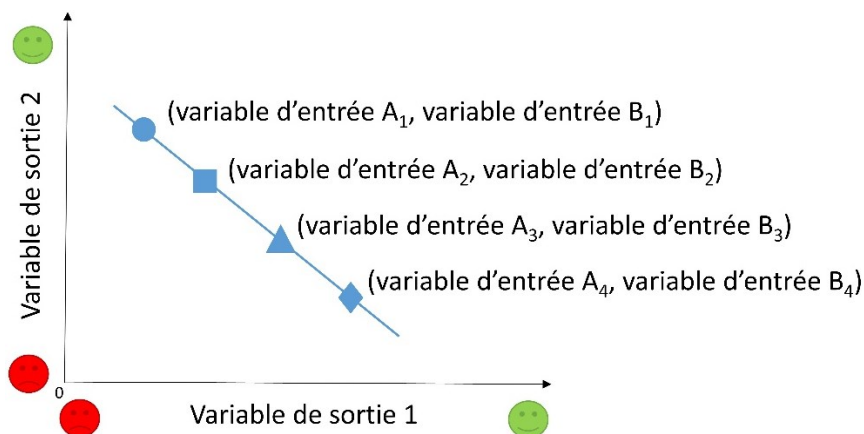 Variable de sortie 2
(variable d’entrée A₁, variable d’entrée B₁)
(variable d’entrée A₂, variable d’entrée B₂)
(variable d’entrée A₃, variable d’entrée B₃)
(variable d’entrée A₄, variable d’entrée B₄)
0
Variable de sortie 1